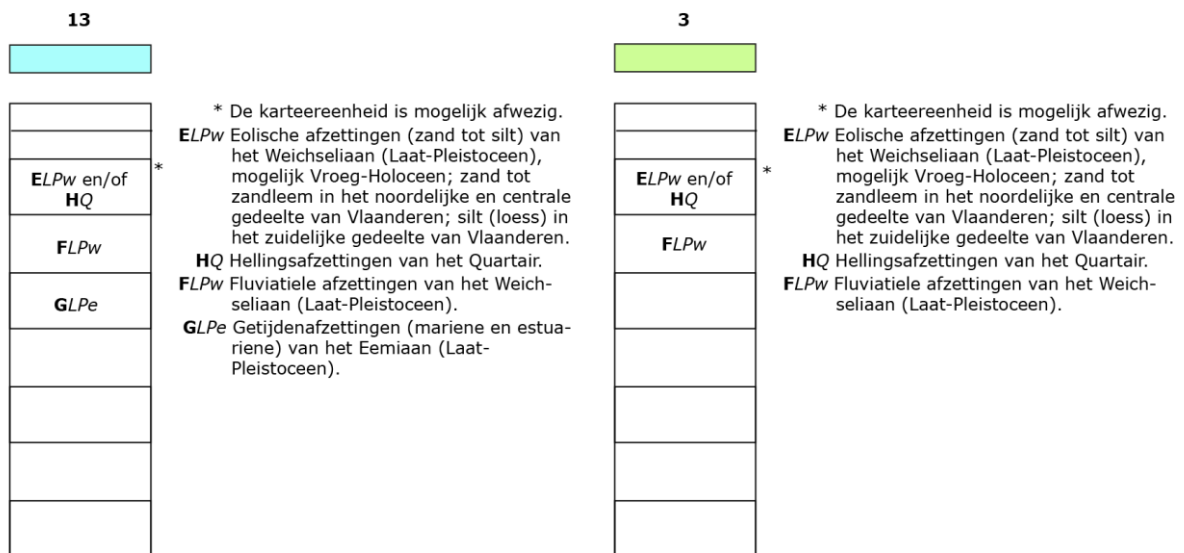 13
* De karteereenheid is mogelijk afwezig.
ELPw Eolische afzettingen (zand tot silt) van
het Weichseliaan (Laat-Pleistoceen),
mogelijk Vroeg-Holoceen; zand tot
zandleem in het noordelijke en centrale
gedeelte van Vlaanderen; silt (loess) in
het zuidelijke gedeelte van Vlaanderen.
HQ Hellingsafzettingen van het Quartair.
FLPw Fluviatiele afzettingen van het Weich-
seliaan (Laat-Pleistoceen).
GLPe Getijdenafzettingen (mariene en estua-
riene) van het Eemiaan (Laat-
Pleistoceen).
ELPw en/of
HQ
*
FLPw
GLPe
3
* De karteereenheid is mogelijk afwezig.
ELPw Eolische afzettingen (zand tot silt) van
het Weichseliaan (Laat-Pleistoceen),
mogelijk Vroeg-Holoceen; zand tot
zandleem in het noordelijke en centrale
gedeelte van Vlaanderen; silt (loess) in
het zuidelijke gedeelte van Vlaanderen.
HQ Hellingsafzettingen van het Quartair.
FLPw Fluviatiele afzettingen van het Weich-
seliaan (Laat-Pleistoceen).
ELPw en/of
HQ
*
FLPw